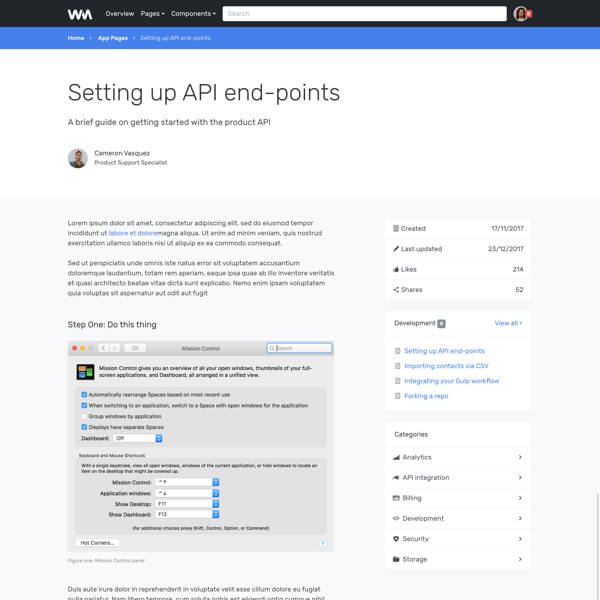 WM Overview Pages Components Search
Home › App Pages › Setting up API end-points
Setting up API end-points
A brief guide on getting started with the product API
Cameron Vasquez
Product Support Specialist
Lorem ipsum dolor sit amet, consectetur adipiscing elit, sed do eiusmod tempor
incididunt ut labore et doloremagna aliqua. Ut enim ad minim veniam, quis nostrud
exercitation ullamco laboris nisi ut aliquip ex ea commodo consequat.
Sed ut perspiciatis unde omnis iste natus error sit voluptatem accusantium
doloremque laudantium, totam rem aperiam, eaque ipsa quae ab illo inventore veritatis
et quasi architecto beatae vitae dicta sunt explicabo. Nemo enim ipsam voluptatem
quia voluptas sit aspernatur aut odit aut fugit
Step One: Do this thing
Mission Control Search
Mission Control gives you an overview of all your open windows, thumbnails of your full-
screen applications, and Dashboard, all arranged in a unified view.
Automatically rearrange Spaces based on most recent use
When switching to an application, switch to a Space with open windows for the application
Group windows by application
Displays have separate Spaces
Dashboard: Off
Keyboard and Mouse Shortcuts
With a single keystroke, view all open windows, windows of the current application, or hide windows to locate an
item on the desktop that might be covered up.
Mission Control: ^↑
Application windows: ^↓
Show Desktop: F11
Show Dashboard: F12
(for additional choices press Shift, Control, Option, or Command)
Hot Corners... ?
Figure one: Mission Control panel
Duis aute irure dolor in reprehenderit in voluptate velit esse cillum dolore eu fugiat
nulla pariatur. Nam libero tempore, cum soluta nobis est eligendi optio cumque nihil
Created 17/11/2017
Last updated 23/12/2017
Likes 214
Shares 52
Development View all ›
Setting up API end-points
Importing contacts via CSV
Integrating your Gulp workflow
Forking a repo
Categories
Analytics
API Integration
Billing
Development
Security
Storage